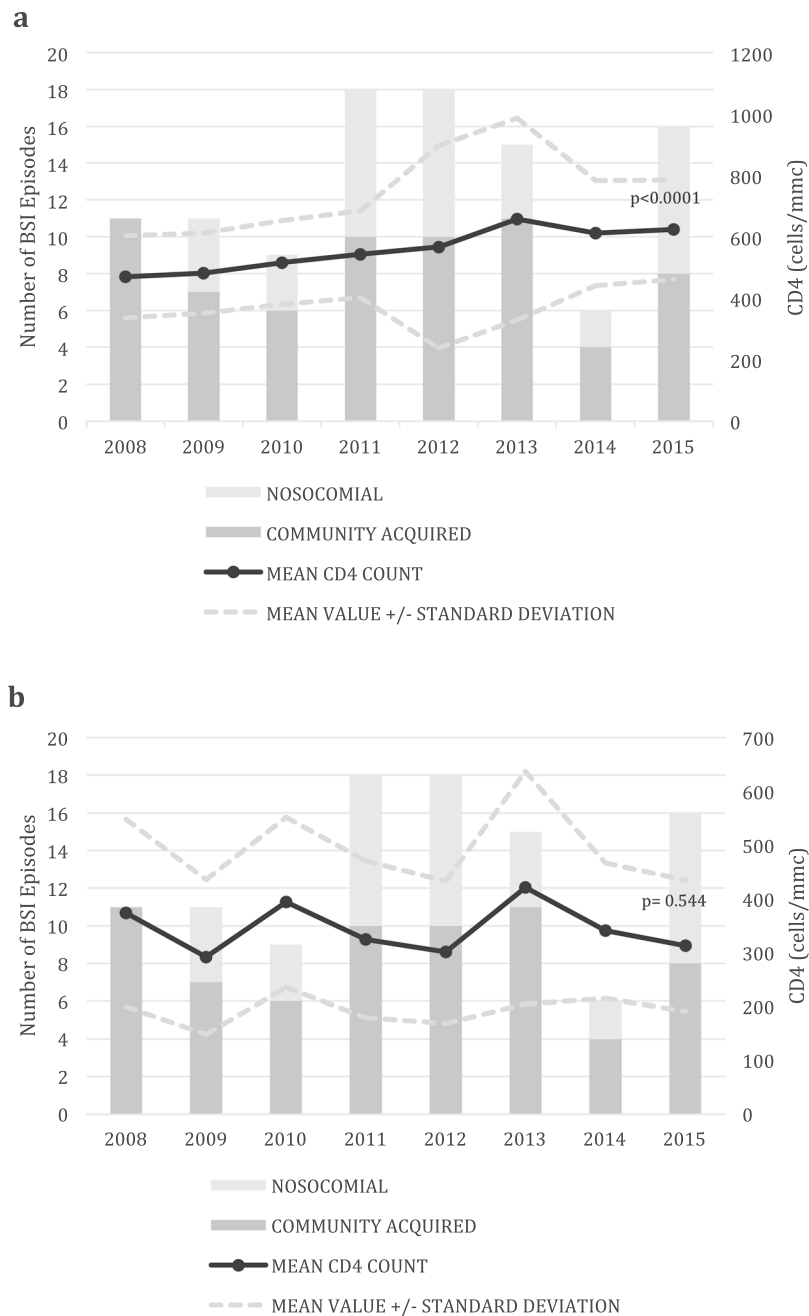 a
Number of BSI Episodes
20
18
16
14
12
10
8
6
4
2
0
1200
1000
800
600
400
200
0
CD4 (cells/mmc)
p<0.0001
2008 2009 2010 2011 2012 2013 2014 2015
NOSOCOMIAL
COMMUNITY ACQUIRED
MEAN CD4 COUNT
MEAN VALUE +/- STANDARD DEVIATION
b
Number of BSI Episodes
20
18
16
14
12
10
8
6
4
2
0
700
600
500
400
300
200
100
0
CD4 (cells/mmc)
p= 0.544
2008 2009 2010 2011 2012 2013 2014 2015
NOSOCOMIAL
COMMUNITY ACQUIRED
MEAN CD4 COUNT
MEAN VALUE +/- STANDARD DEVIATION